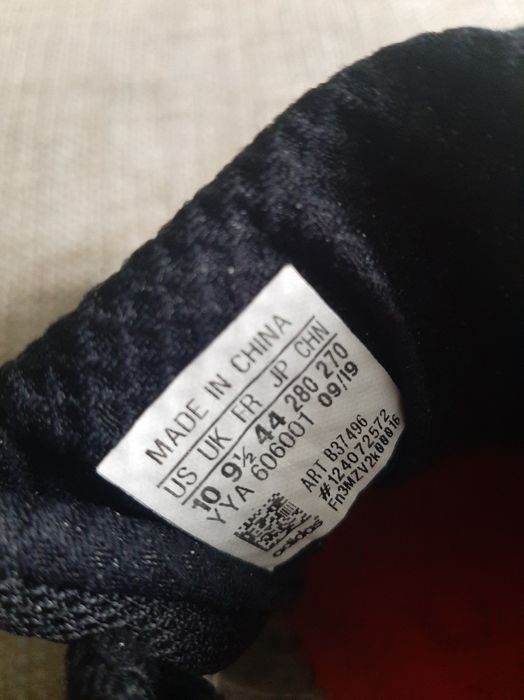 MADE IN CHINA
US UK FR JP CHN
10 9½ 44 280 270
YYA 606001 09/19
ART B37496
#124072572
Fn3MZV2K08016
adidas